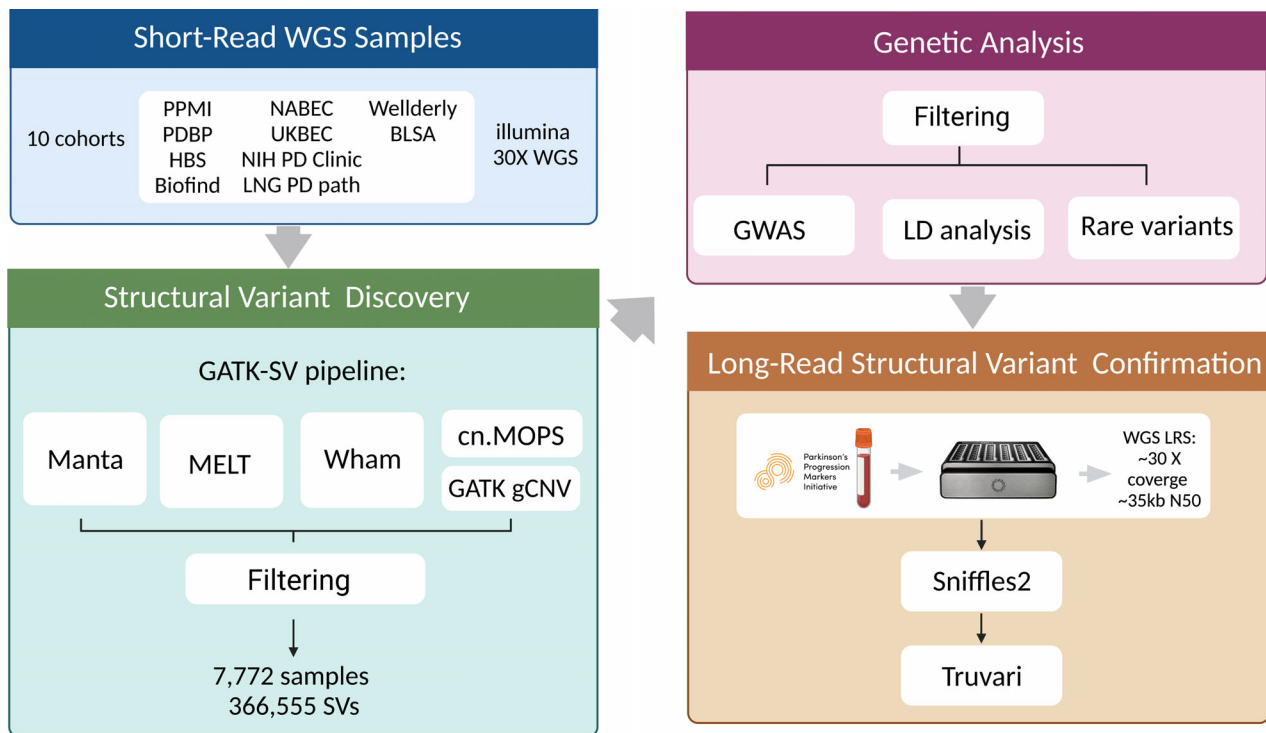 Short-Read WGS Samples
10 cohorts
PPMI
PDBP
HBS
Biofind
NABEC
UKBEC
NIH PD Clinic
LNG PD path
Wellderly
BLSA
illumina
30X WGS
Structural Variant Discovery
GATK-SV pipeline:
Manta
MELT
Wham
cn.MOPS
GATK gCNV
Filtering
7,772 samples
366,555 SVs
Genetic Analysis
Filtering
GWAS
LD analysis
Rare variants
Long-Read Structural Variant Confirmation
Parkinson's
Progression
Markers
Initiative
WGS LRS:
~30 X
coverge
~35kb N50
Sniffles2
Truvari